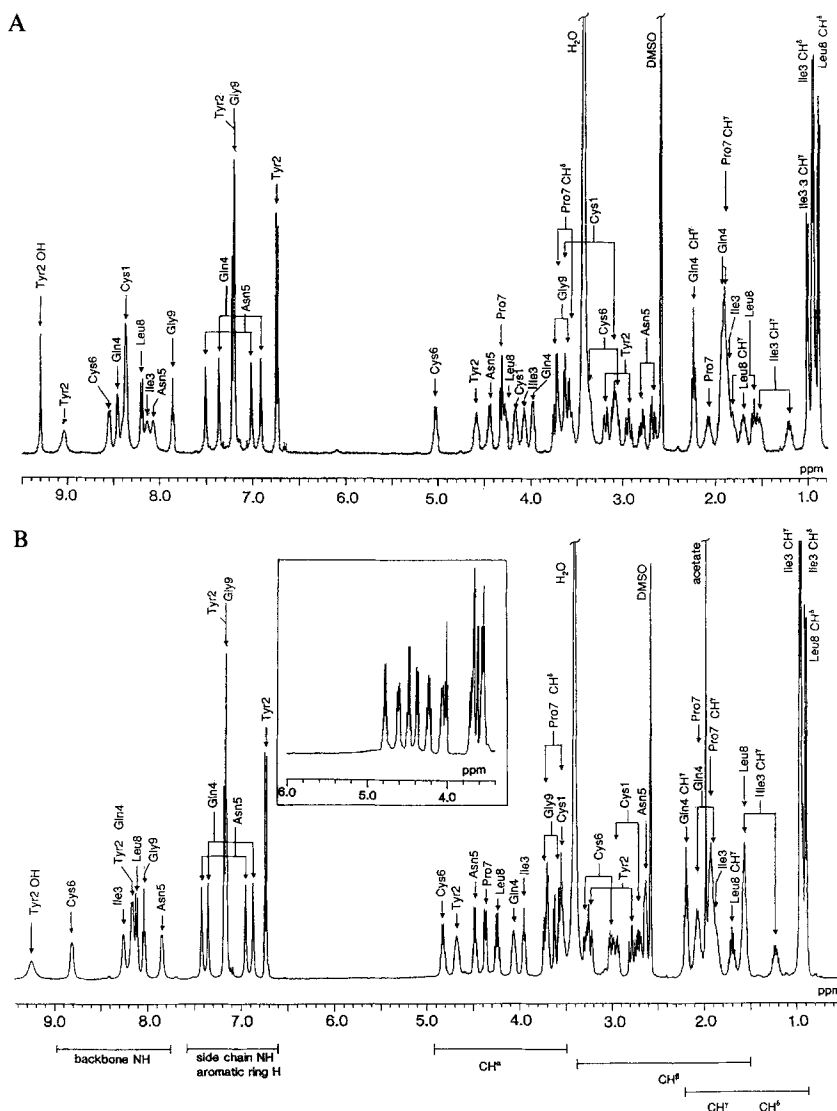 A
Tyr2 OH
Tyr2
Cys6
Gln4
Cys1
Leu8
Ile3
Asn5
Gly9
Tyr2
Gly9
Gln4
Asn5
Tyr2
Cys6
Tyr2
Asn5
Pro7
Leu8
Cys1
Ile3
Gln4
Gly9
Pro7 CHδ
Cys1
H₂O
Cys6
Tyr2
Asn5
DMSO
Gln4 CHγ
Pro7
Gln4
Pro7 CHγ
Ile3
Leu8 CHγ
Leu8
Ile3 CHγ
Ile3·3 CHγ
Ile3 CHδ
Leu8 CHδ
ppm
9.0 8.0 7.0 6.0 5.0 4.0 3.0 2.0 1.0
B
Tyr2 OH
Cys6
Ile3
Tyr2 Gln4
Leu8
Gly9
Asn5
Tyr2
Gly9
Gln4
Asn5
Tyr2
6.0 5.0 4.0
ppm
Cys6
Tyr2
Asn5
Pro7
Leu8
Gln4
Ile3
Gly9
Pro7 CHδ
Cys1
H₂O
Cys6
Tyr2
Cys1
Asn5
DMSO
Gln4 CHγ
Gln4
Pro7
acetate
Pro7 CHγ
Ile3
Leu8 CHγ
Leu8
Ile3 CHγ
Ile3 CHγ
Ile3 CHδ
Leu8 CHδ
ppm
9.0 8.0 7.0 6.0 5.0 4.0 3.0 2.0 1.0
backbone NH
side chain NH
aromatic ring H
CHα
CHβ
CHγ CHδ